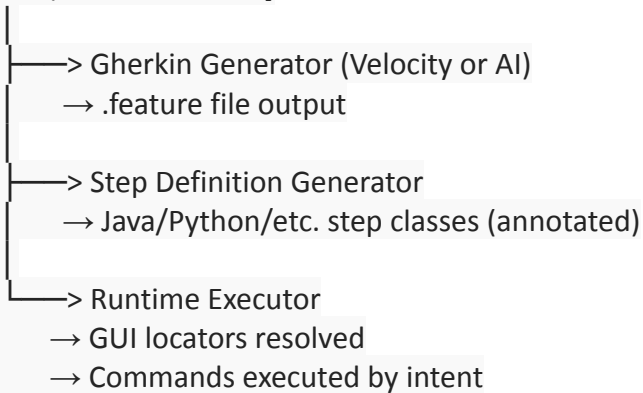 ├──> Gherkin Generator (Velocity or AI)
→ .feature file output
├──> Step Definition Generator
→ Java/Python/etc. step classes (annotated)
└──> Runtime Executor
→ GUI locators resolved
→ Commands executed by intent